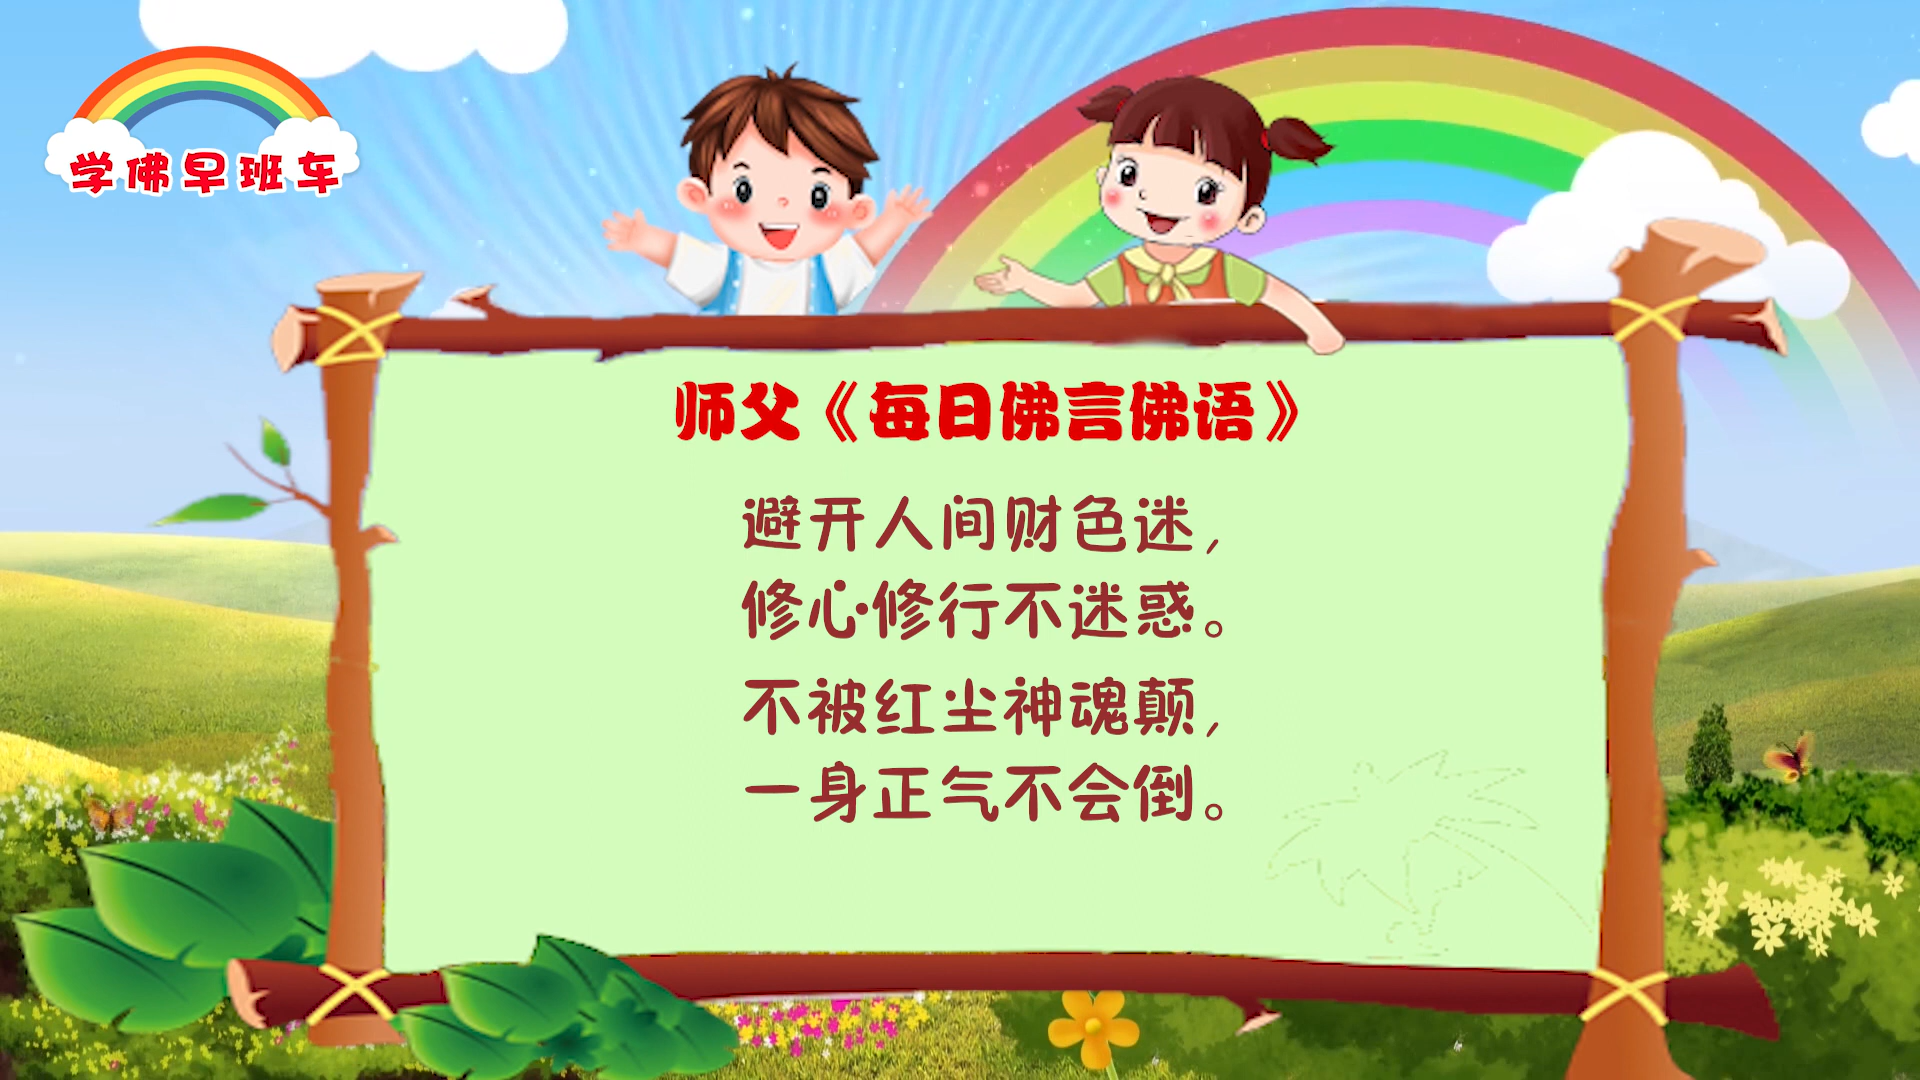 学佛早班车
师父《每日佛言佛语》
避开人间财色迷，
修心修行不迷惑。
不被红尘神魂颠，
一身正气不会倒。